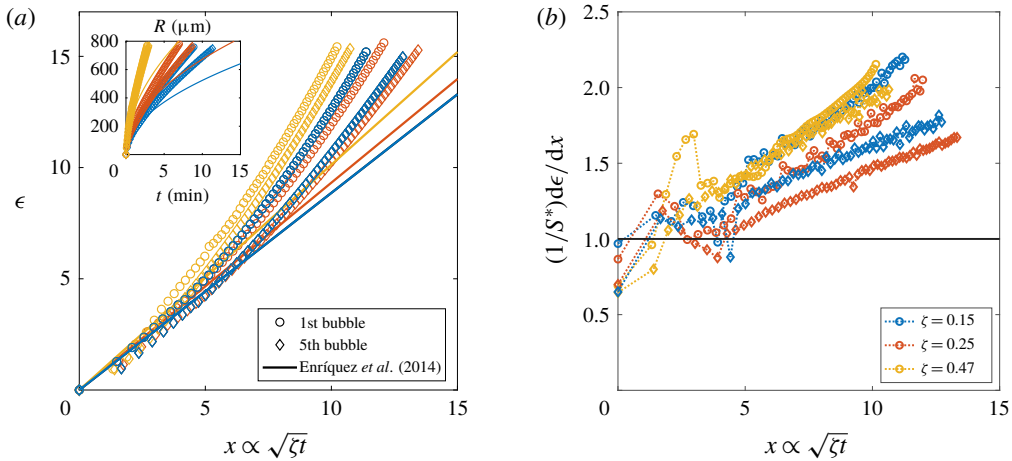 (a)
R (μm)
800
600
400
200
0 5 10 15
t (min)
15
10
5
0
ϵ
1st bubble
5th bubble
Enríquez et al. (2014)
0 5 10 15
x ∝ √ζt
(b)
2.5
2.0
1.5
1.0
0.5
(1/S*)dϵ/dx
ζ = 0.15
ζ = 0.25
ζ = 0.47
0 5 10 15
x ∝ √ζt